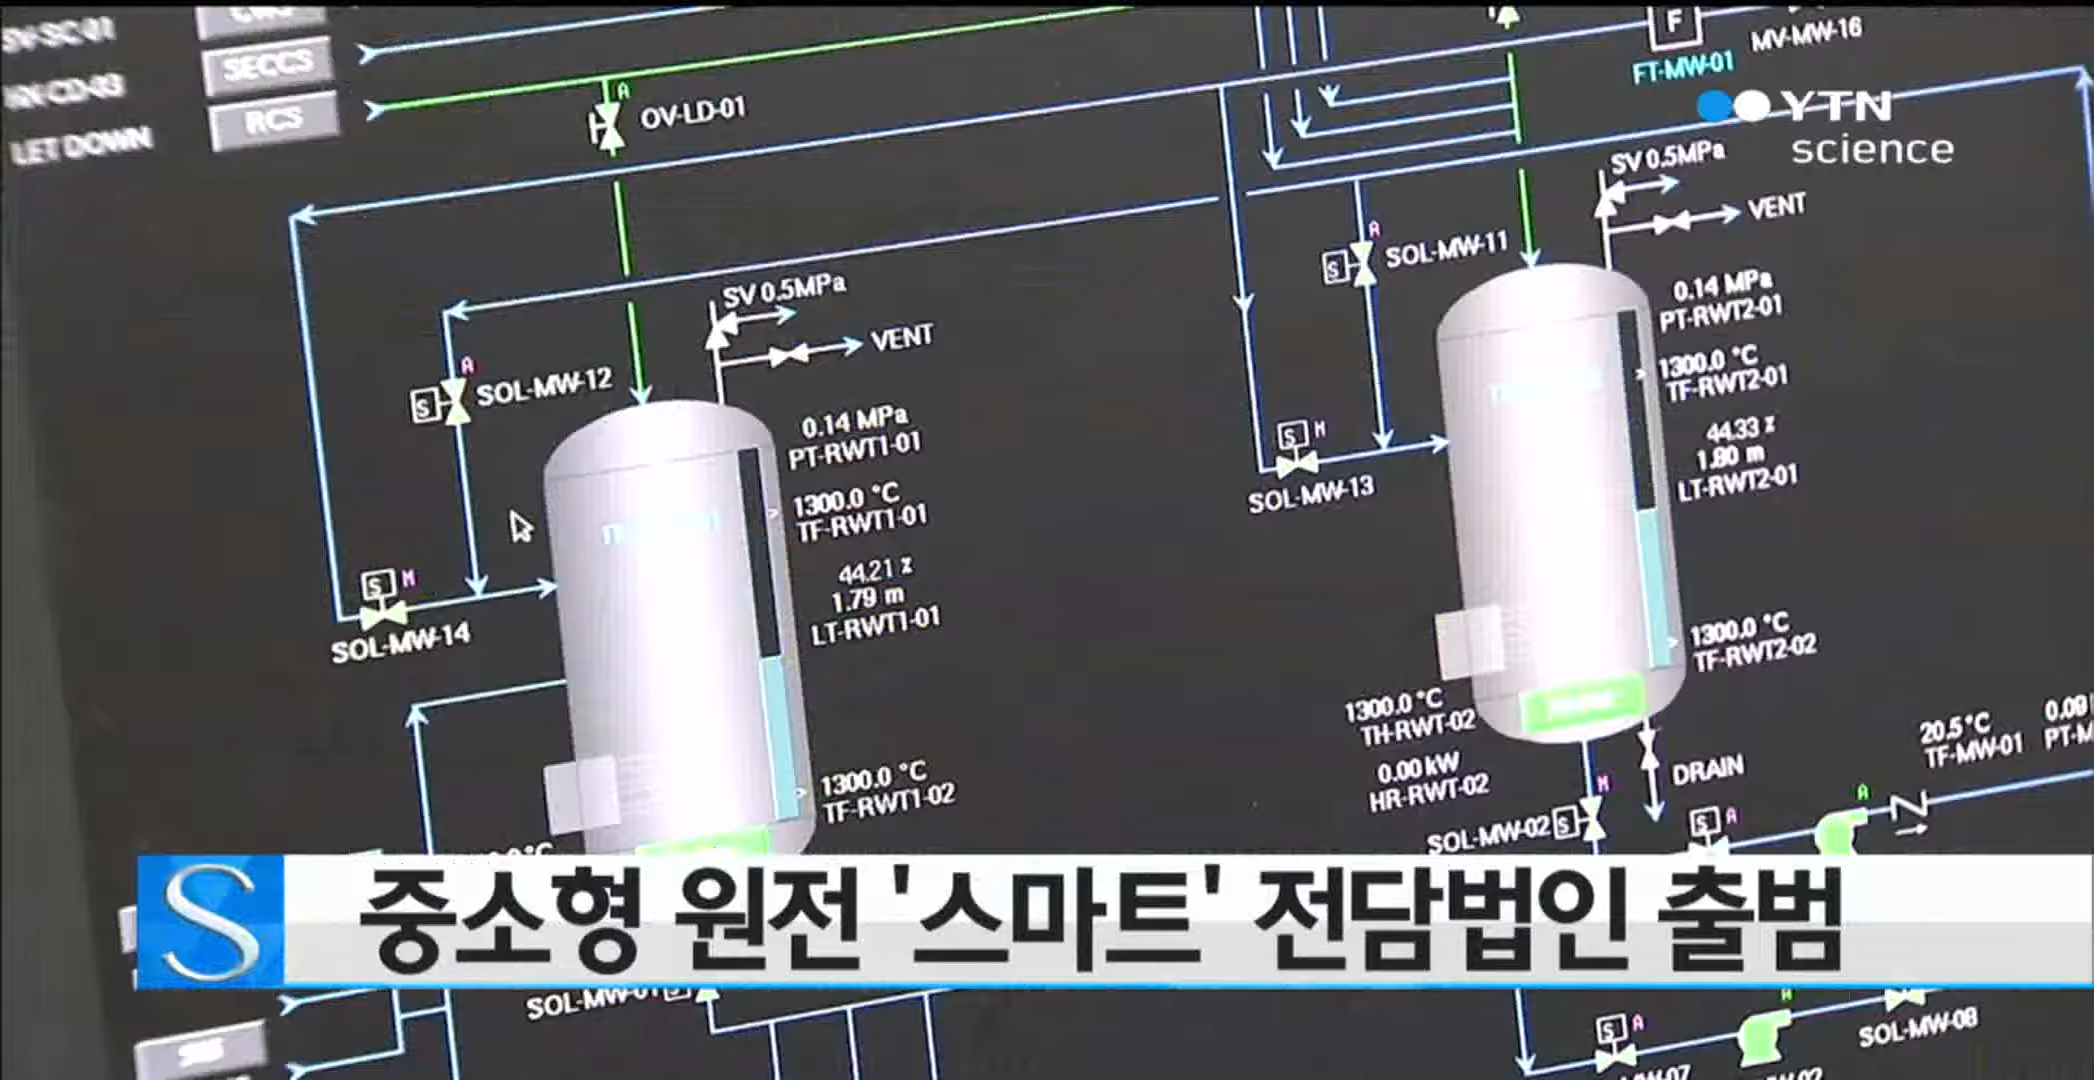 SECCS
RCS
LET DOWN
A
OV-LD-01
F
MV-MW-16
FT-MW-01
YTN
science
SV 0.5MPa
VENT
A
SOL-MW-11
S
0.14 MPa
PT-RWT2-01
1300.0 °C
TF-RWT2-01
44.33 %
1.80 m
LT-RWT2-01
S M
SOL-MW-13
SV 0.5MPa
VENT
A
SOL-MW-12
S
0.14 MPa
PT-RWT1-01
1300.0 °C
TF-RWT1-01
44.21 %
1.79 m
LT-RWT1-01
S M
SOL-MW-14
1300.0 °C
TF-RWT1-02
1300.0 °C
TF-RWT2-02
1300.0 °C
TH-RWT-02
0.00 kW
HR-RWT-02
DRAIN
20.5 °C
TF-MW-01
M
SOL-MW-02 S
S A
A
S 중소형 원전 '스마트' 전담법인 출범
SOL-MW-01 S
S A
A
SOL-MW-08